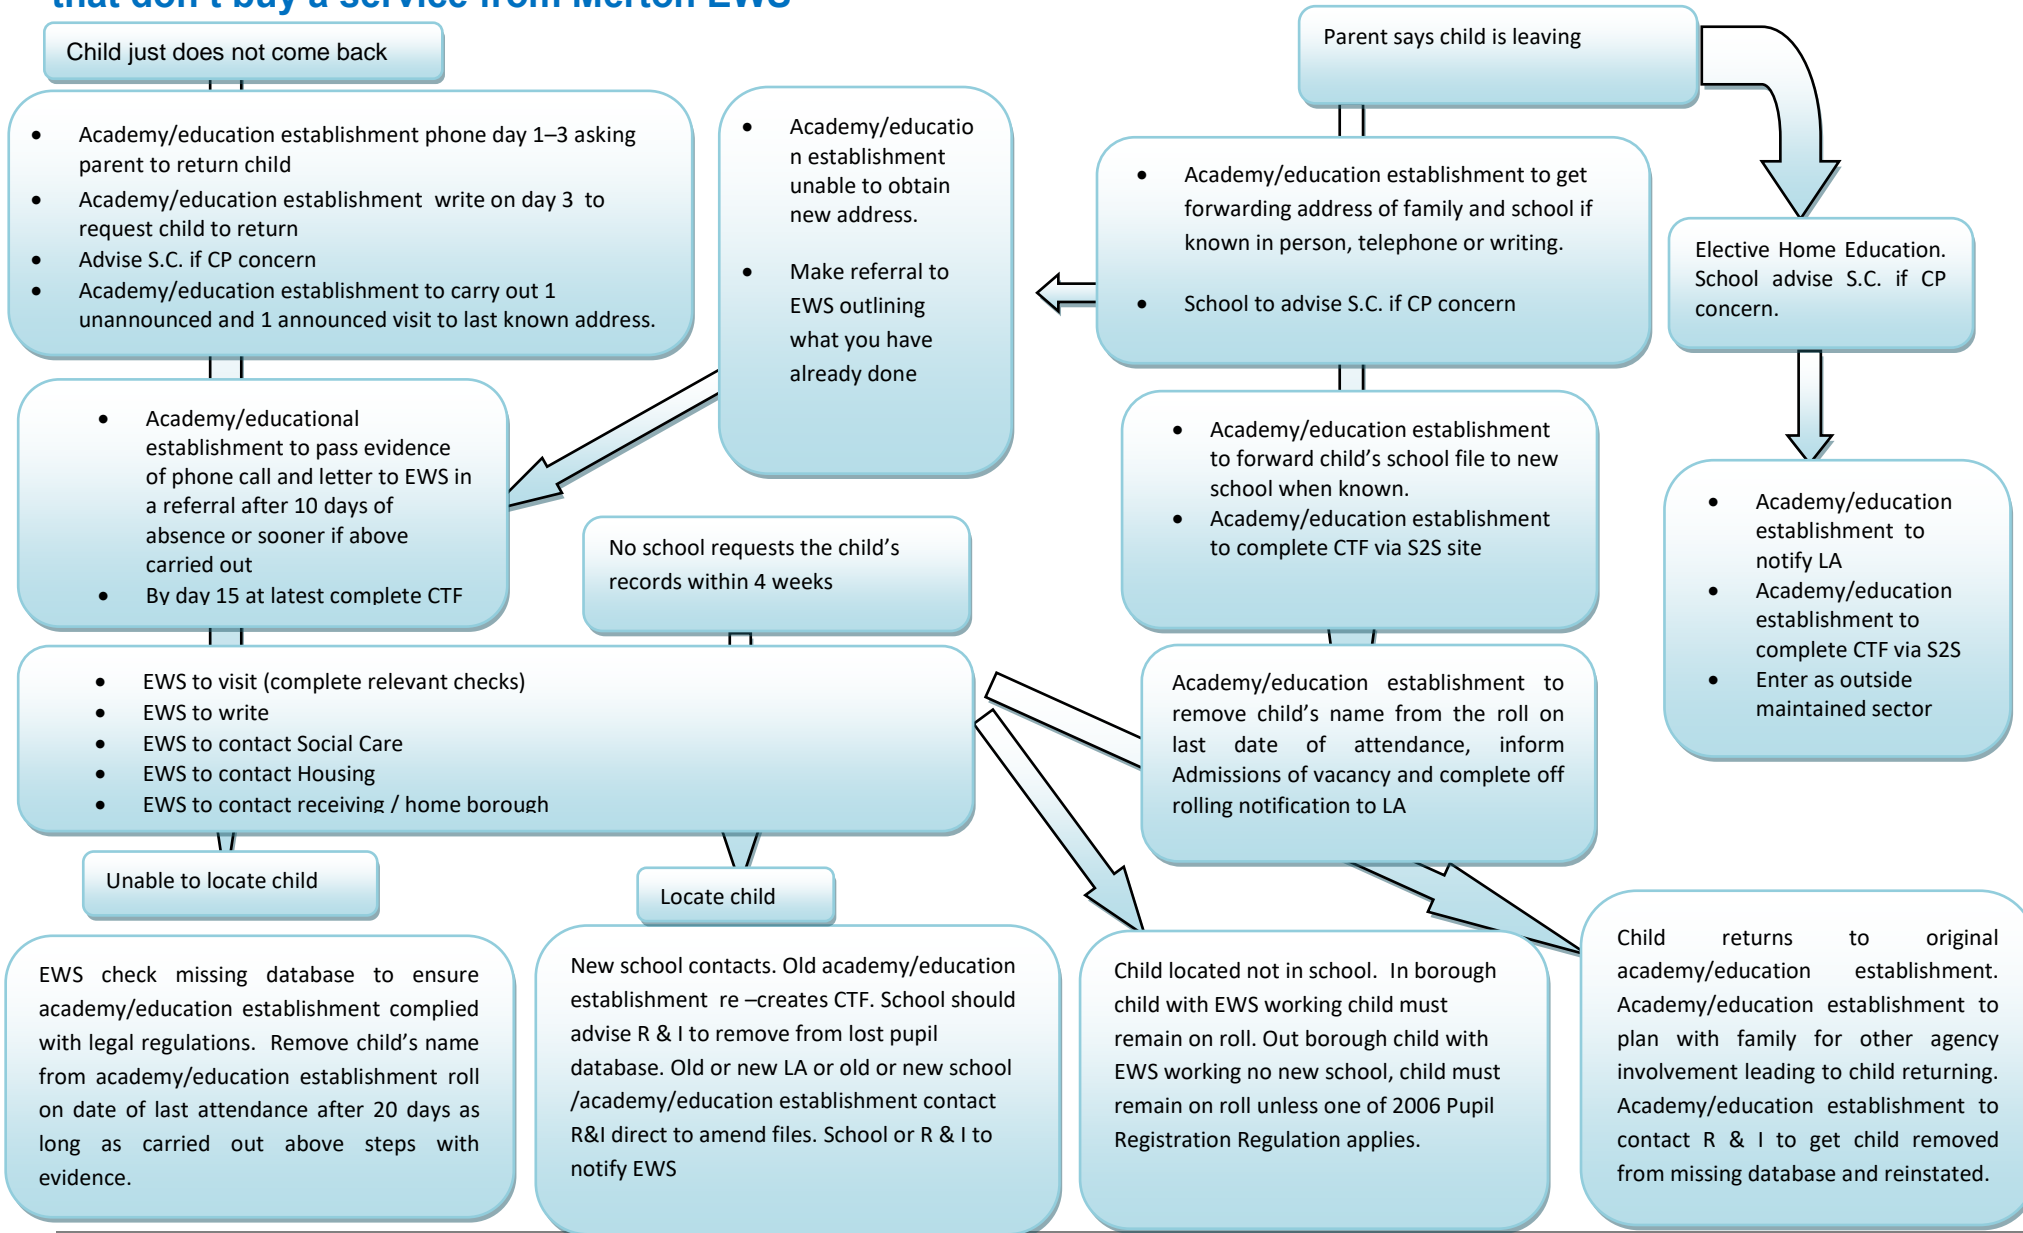 that don't buy a service from Merton EWS
Child just does not come back
• Academy/education establishment phone day 1–3 asking
parent to return child
• Academy/education establishment write on day 3 to
request child to return
• Advise S.C. if CP concern
• Academy/education establishment to carry out 1
unannounced and 1 announced visit to last known address.
• Academy/educational
establishment to pass evidence
of phone call and letter to EWS in
a referral after 10 days of
absence or sooner if above
carried out
• By day 15 at latest complete CTF
• Academy/educatio
n establishment
unable to obtain
new address.
• Make referral to
EWS outlining
what you have
already done
No school requests the child's
records within 4 weeks
Parent says child is leaving
• Academy/education establishment to get
forwarding address of family and school if
known in person, telephone or writing.
• School to advise S.C. if CP concern
• Academy/education establishment
to forward child's school file to new
school when known.
• Academy/education establishment
to complete CTF via S2S site
Academy/education establishment to
remove child's name from the roll on
last date of attendance, inform
Admissions of vacancy and complete off
rolling notification to LA
Elective Home Education.
School advise S.C. if CP
concern.
• Academy/education
establishment to
notify LA
• Academy/education
establishment to
complete CTF via S2S
• Enter as outside
maintained sector
• EWS to visit (complete relevant checks)
• EWS to write
• EWS to contact Social Care
• EWS to contact Housing
• EWS to contact receiving / home borough
Unable to locate child
EWS check missing database to ensure
academy/education establishment complied
with legal regulations. Remove child's name
from academy/education establishment roll
on date of last attendance after 20 days as
long as carried out above steps with
evidence.
Locate child
New school contacts. Old academy/education
establishment re –creates CTF. School should
advise R & I to remove from lost pupil
database. Old or new LA or old or new school
/academy/education establishment contact
R&I direct to amend files. School or R & I to
notify EWS
Child located not in school. In borough
child with EWS working child must
remain on roll. Out borough child with
EWS working no new school, child must
remain on roll unless one of 2006 Pupil
Registration Regulation applies.
Child returns to original
academy/education establishment.
Academy/education establishment to
plan with family for other agency
involvement leading to child returning.
Academy/education establishment to
contact R & I to get child removed
from missing database and reinstated.